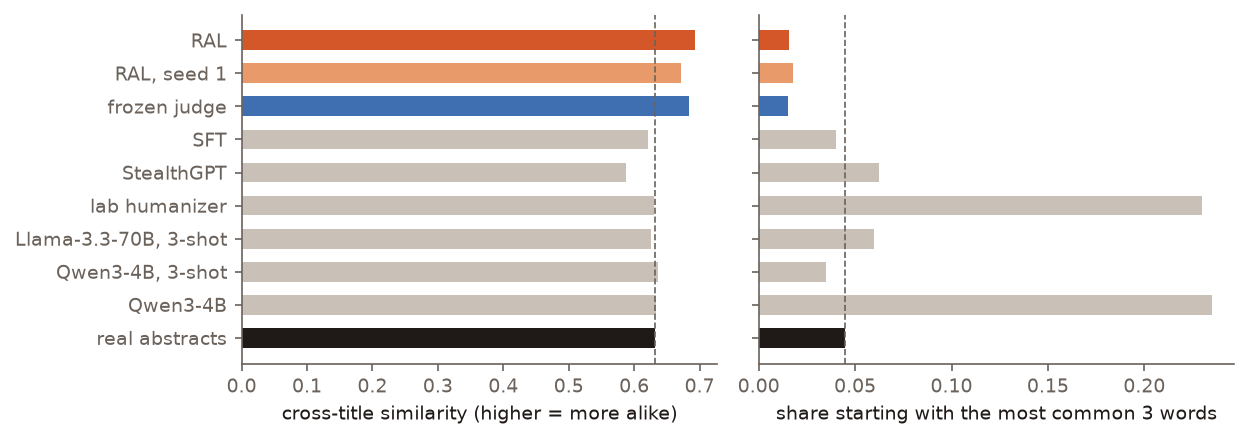 RAL
RAL, seed 1
frozen judge
SFT
StealthGPT
lab humanizer
Llama-3.3-70B, 3-shot
Qwen3-4B, 3-shot
Qwen3-4B
real abstracts
0.0 0.1 0.2 0.3 0.4 0.5 0.6 0.7
cross-title similarity (higher = more alike)
0.00 0.05 0.10 0.15 0.20
share starting with the most common 3 words